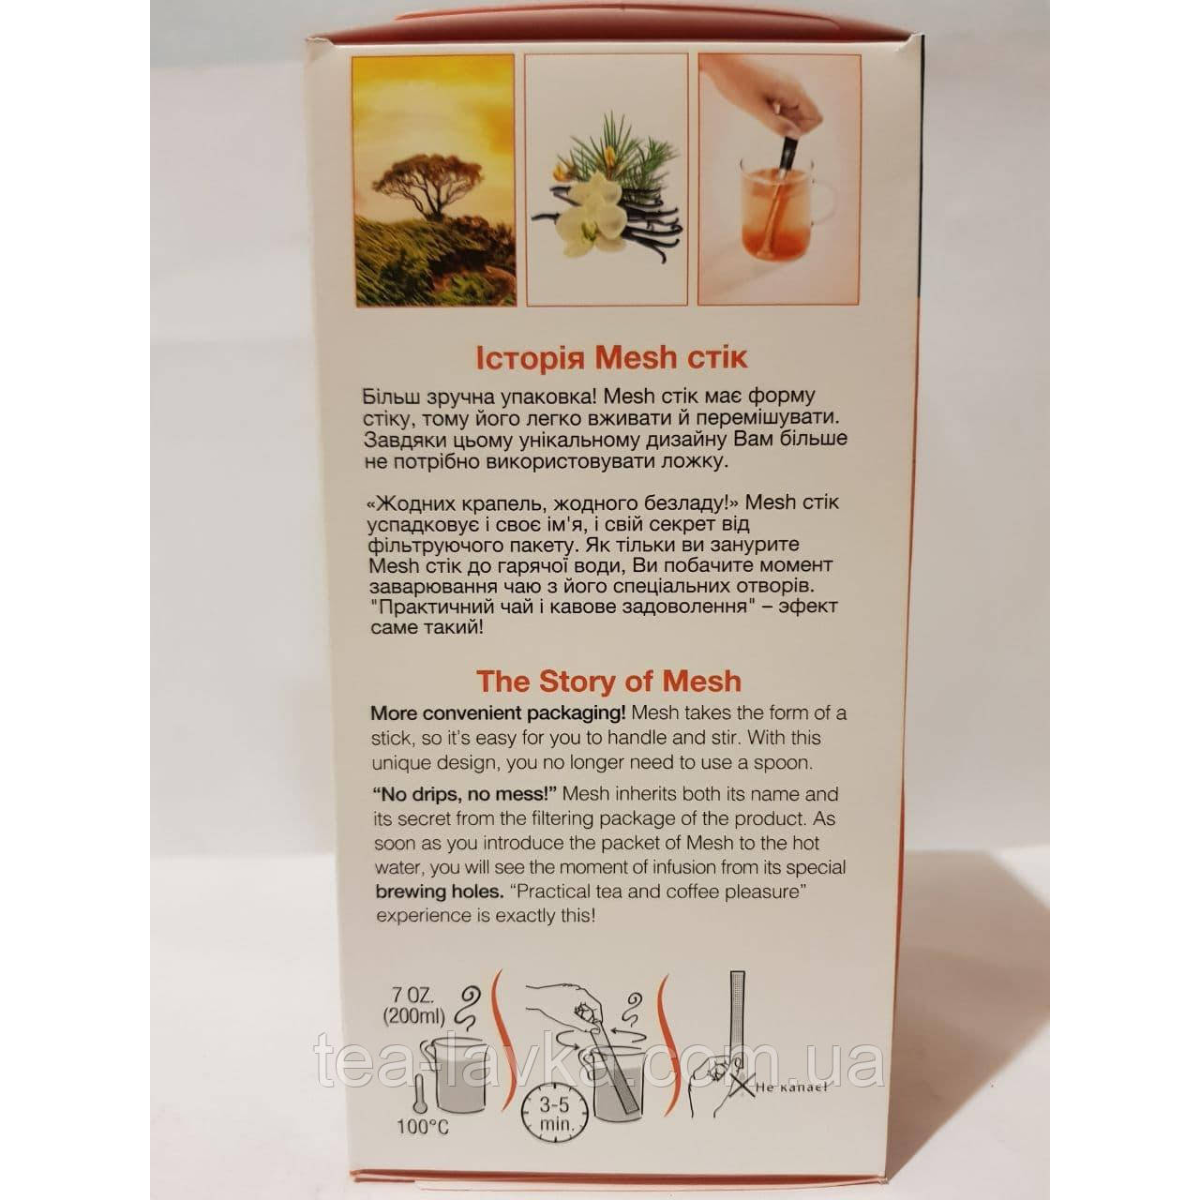 Історія Mesh стік
Більш зручна упаковка! Mesh стік має форму
стіку, тому його легко вживати й перемішувати.
Завдяки цьому унікальному дизайну Вам більше
не потрібно використовувати ложку.
«Жодних крапель, жодного безладу!» Mesh стік
успадковує і своє ім'я, і свій секрет від
фільтруючого пакету. Як тільки ви занурите
Mesh стік до гарячої води, Ви побачите момент
заварювання чаю з його спеціальних отворів.
"Практичний чай і кавове задоволення" – эфект
саме такий!
The Story of Mesh
More convenient packaging! Mesh takes the form of a
stick, so it's easy for you to handle and stir. With this
unique design, you no longer need to use a spoon.
“No drips, no mess!” Mesh inherits both its name and
its secret from the filtering package of the product. As
soon as you introduce the packet of Mesh to the hot
water, you will see the moment of infusion from its special
brewing holes. “Practical tea and coffee pleasure”
experience is exactly this!
7 OZ.
(200ml)
100°C
3-5
min.
Не капає!
tea-lavka.com.ua